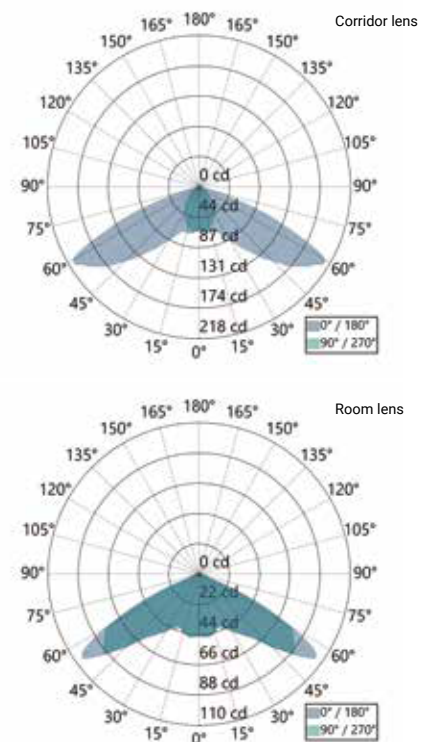 180°
165° 165°
Corridor lens
150° 150°
135° 135°
120° 120°
105° 105°
0 cd
90° 90°
44 cd
75° 75°
87 cd
60° 60°
131 cd
45° 45°
174 cd
30° 30°
218 cd
15° 15°
0°
0° / 180°
90° / 270°
180°
165° 165°
Room lens
150° 150°
135° 135°
120° 120°
105° 105°
0 cd
90° 90°
22 cd
75° 75°
44 cd
60° 60°
66 cd
45° 45°
88 cd
30° 30°
110 cd
15° 15°
0°
0° / 180°
90° / 270°